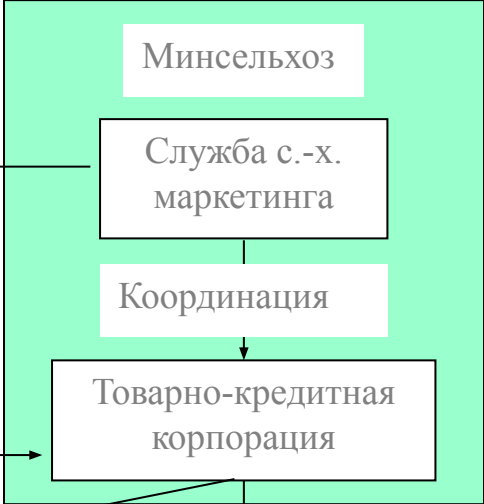 Минсельхоз
Служба с.-х.
маркетинга
Координация
Товарно-кредитная
корпорация